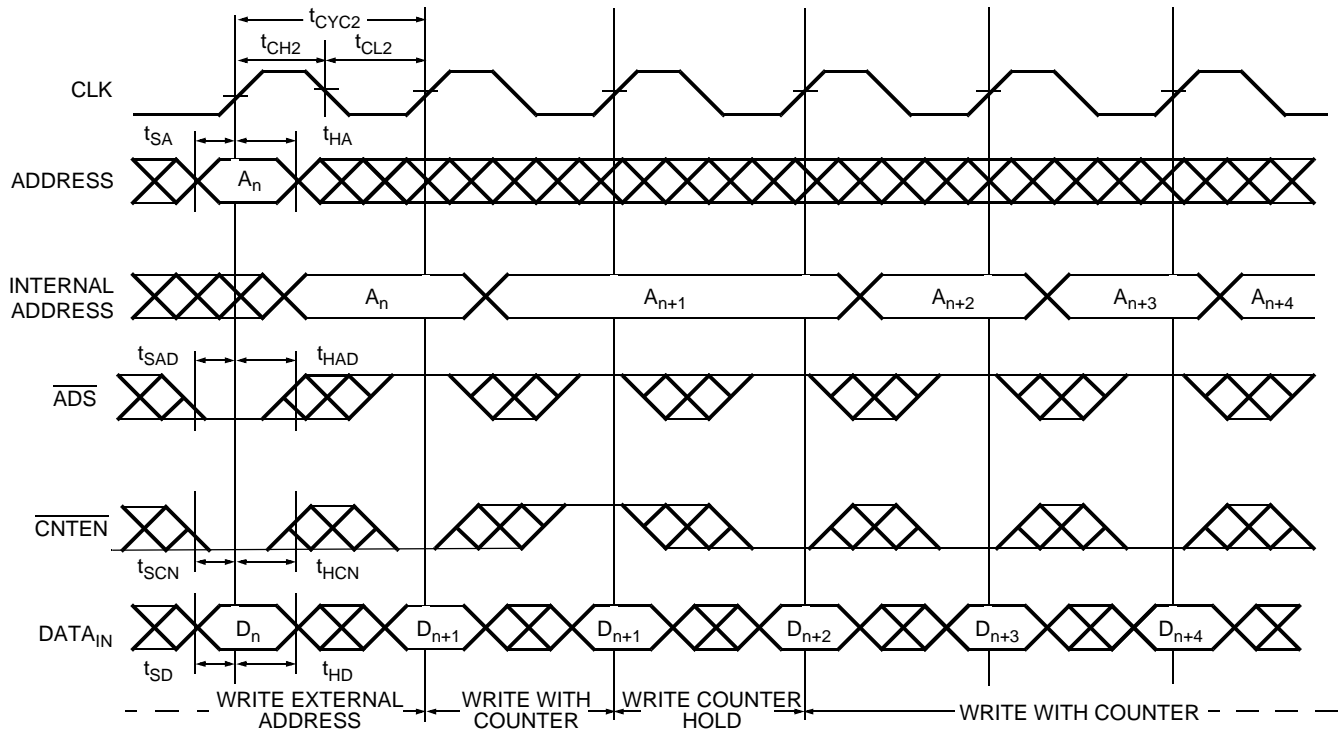 tCYC2
tCH2 tCL2
CLK
tSA tHA
ADDRESS An
INTERNAL
ADDRESS
An An+1 An+2 An+3 An+4
tSAD tHAD
ADS
CNTEN
tSCN tHCN
DATAIN Dn Dn+1 Dn+1 Dn+2 Dn+3 Dn+4
tSD tHD
WRITE EXTERNAL
ADDRESS
WRITE WITH
COUNTER
WRITE COUNTER
HOLD
WRITE WITH COUNTER